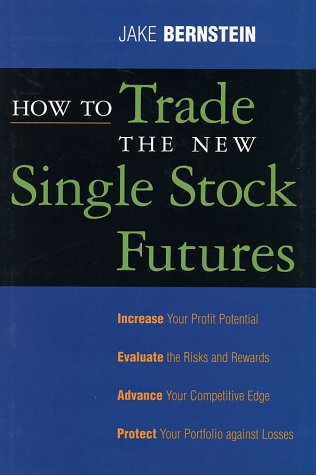 JAKE BERNSTEIN
HOW TO Trade
THE NEW
Single Stock
Futures
Increase Your Profit Potential
Evaluate the Risks and Rewards
Advance Your Competitive Edge
Protect Your Portfolio against Losses